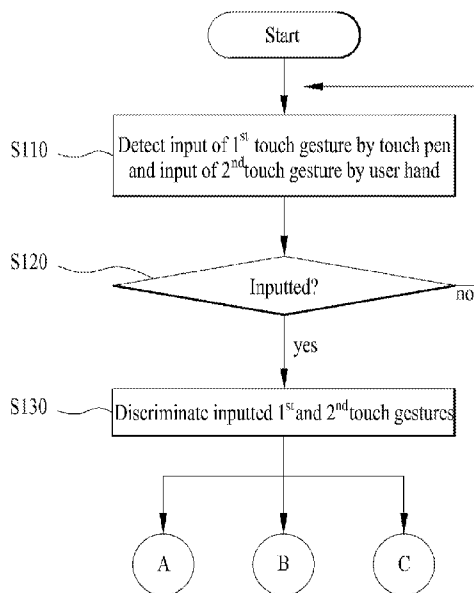 Start
S110
Detect input of 1st touch gesture by touch pen
and input of 2nd touch gesture by user hand
S120
Inputted?
no
yes
S130
Discriminate inputted 1st and 2nd touch gestures
A
B
C